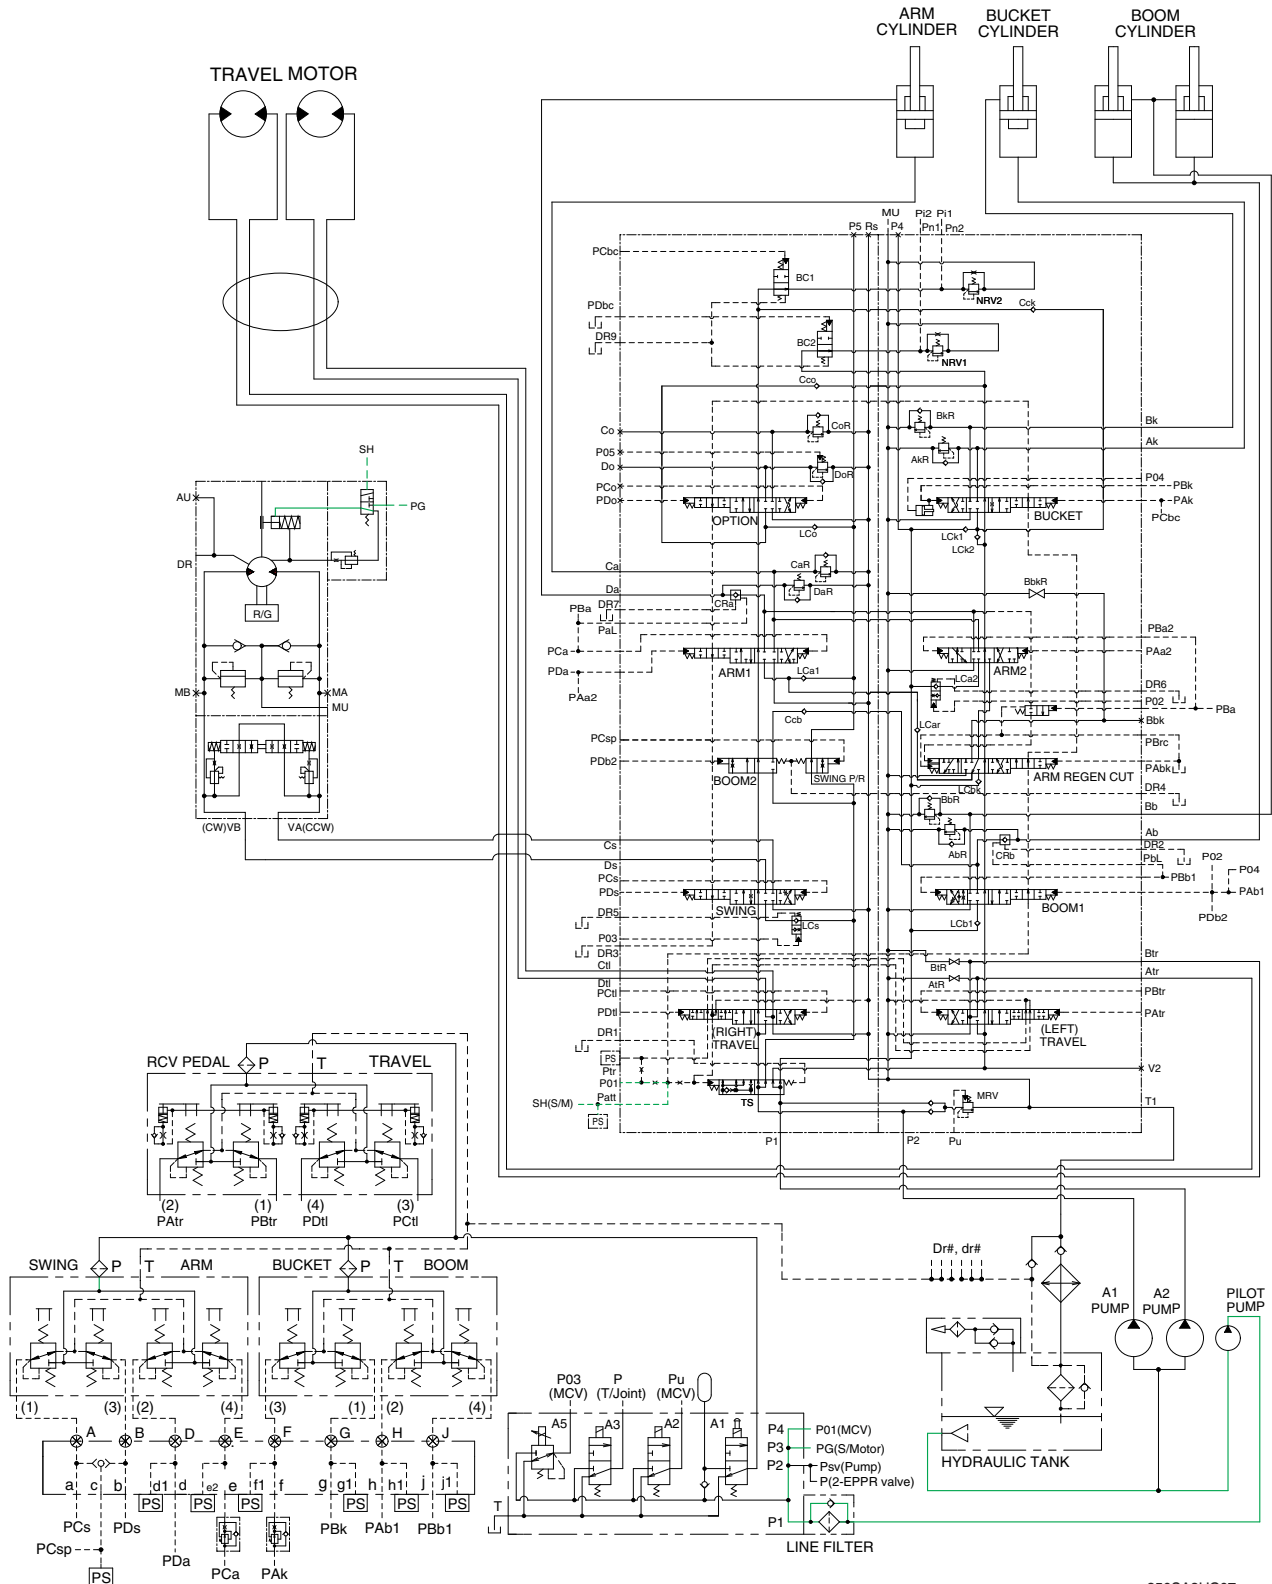 ARM CYLINDER
BUCKET CYLINDER
BOOM CYLINDER
TRAVEL MOTOR
P5 Rs
MU
P4
Pi2 Pi1
Pn1 Pn2
PCbc
BC1
NRV2
Cck
PDbc
DR9
BC2
NRV1
Cco
Co
CoR
BkR
Bk
Ak
AkR
P05
Do
DoR
PCo
PDo
P04
PBk
PAk
PCbc
OPTION
BUCKET
LCo
LCk1
LCk2
SH
AU
PG
DR
R/G
MB
MA
MU
(CW)VB
VA(CCW)
Ca
CaR
Da
DaR
DR7
CRa
PBa
PaL
PCa
PDa
PAa2
BbkR
PBa2
PAa2
ARM1
ARM2
LCa1
LCa2
DR6
P02
PBa
Ccb
LCar
Bbk
PCsp
PDb2
BOOM2
SWING P/R
PBrc
PAbk
ARM REGEN CUT
LCbk
DR4
BbR
Bb
Ab
AbR
CRb
DR2
PbL
P02
P04
PBb1
PAb1
PDb2
Cs
Ds
PCs
PDs
SWING
BOOM1
DR5
LCs
LCb1
P03
DR3
Ctl
BtR
Btr
AtR
Atr
Dtl
PCtl
PBtr
PDtl
PAtr
(RIGHT) TRAVEL
(LEFT) TRAVEL
DR1
PS
Ptr
P01
V2
Patt
SH(S/M)
PS
TS
MRV
T1
P1
P2
Pu
RCV PEDAL
P
T
TRAVEL
(2)
(1)
(4)
(3)
PAtr
PBtr
PDtl
PCtl
SWING
P
T
ARM
BUCKET
P
T
BOOM
(1)
(3)
(2)
(4)
(3)
(1)
(2)
(4)
A
B
D
E
F
G
H
J
a
c
b
d1
d
e2
e
f1
f
g
g1
h
h1
j
j1
PS
PS
PS
PS
PS
PS
PCs
PDs
PBk
PAb1
PBb1
PCsp
PS
PDa
PCa
PAk
Dr#, dr#
A1 PUMP
A2 PUMP
PILOT PUMP
HYDRAULIC TANK
P03 (MCV)
P (T/Joint)
Pu (MCV)
A5
A3
A2
A1
P4
P01(MCV)
P3
PG(S/Motor)
P2
Psv(Pump)
P(2-EPPR valve)
T
P1
LINE FILTER